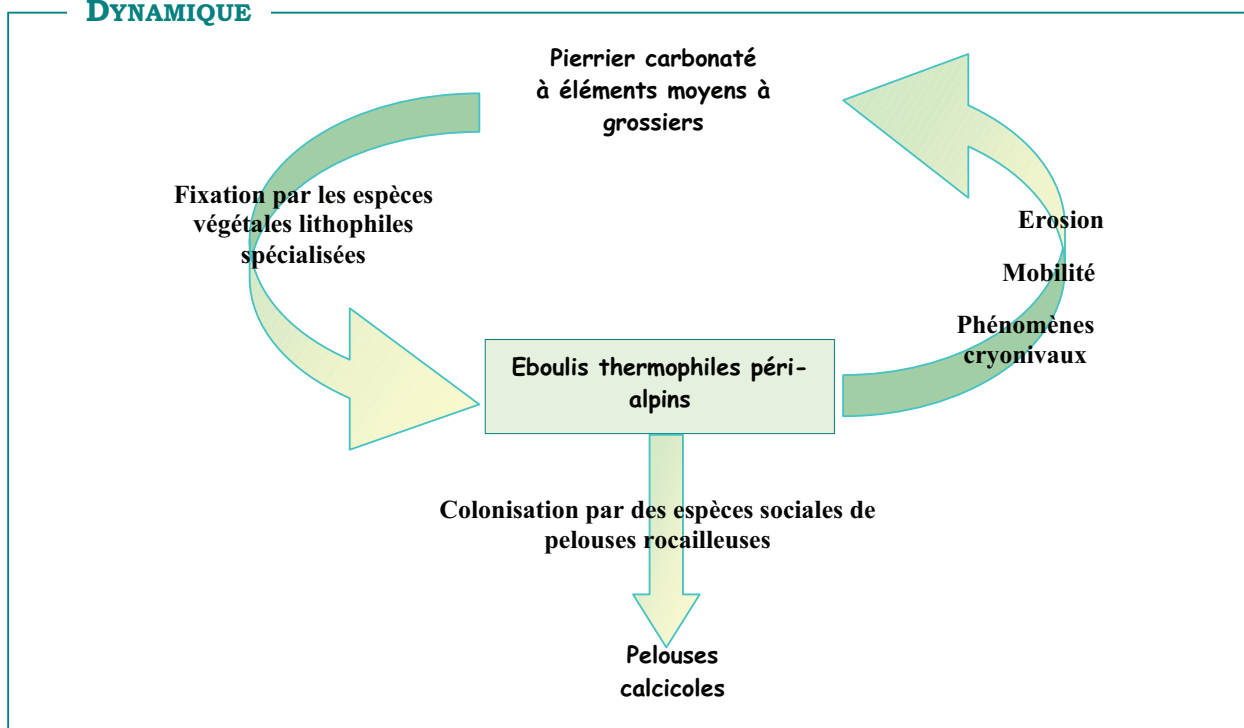 DYNAMIQUE
Pierrier carbonaté
à éléments moyens à
grossiers
Fixation par les espèces
végétales lithophiles
spécialisées
Erosion
Mobilité
Phénomènes
cryonivaux
Eboulis thermophiles péri-
alpins
Colonisation par des espèces sociales de
pelouses rocailleuses
Pelouses
calcicoles